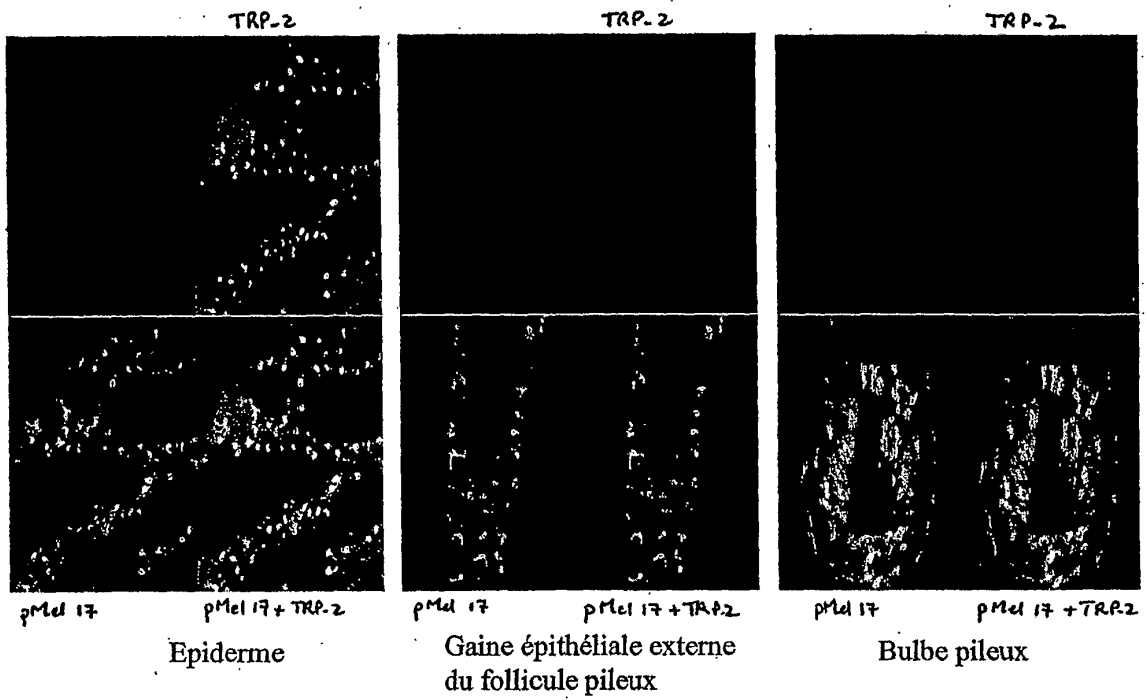 TRP-2 TRP-2 TRP-2
pMel 17 pMel 17 + TRP-2 pMel 17 pMel 17 + TRP-2 pMel 17 pMel 17 + TRP-2
Epiderme
Gaine épithéliale externe
du follicule pileux
Bulbe pileux